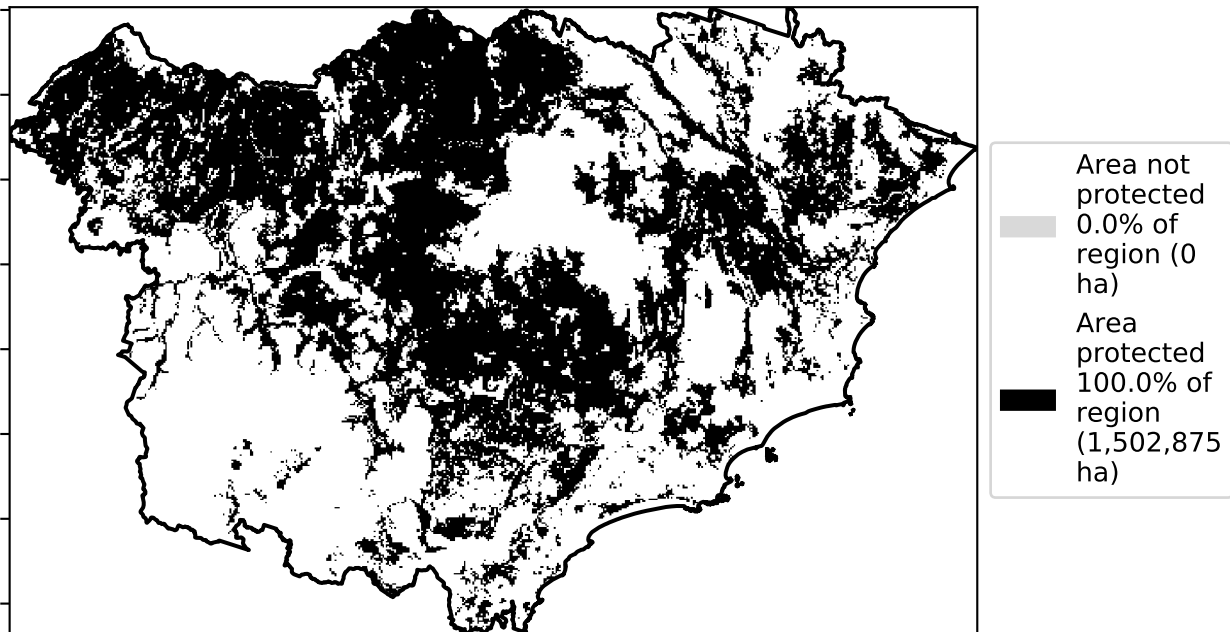 Area not
protected
0.0% of
region (0
ha)
Area
protected
100.0% of
region
(1,502,875
ha)